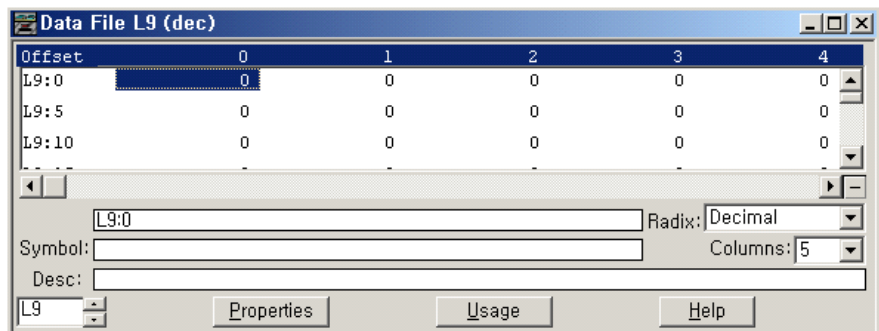 Data File L9 (dec)
Offset 0 1 2 3 4
L9:0 0 0 0 0 0
L9:5 0 0 0 0 0
L9:10 0 0 0 0 0
L9:0
Radix: Decimal
Symbol:
Columns: 5
Desc:
L9 Properties Usage Help